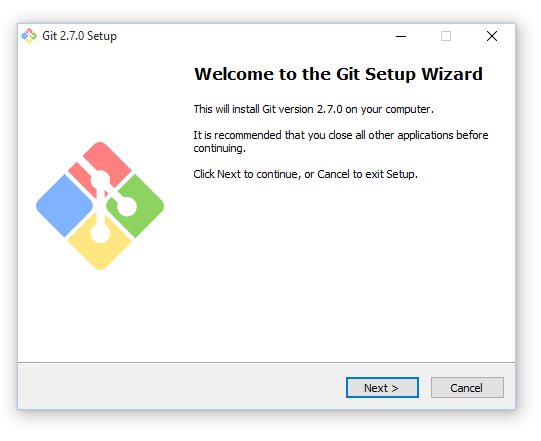 Git 2.7.0 Setup
Welcome to the Git Setup Wizard
This will install Git version 2.7.0 on your computer.
It is recommended that you close all other applications before
continuing.
Click Next to continue, or Cancel to exit Setup.
Next >
Cancel